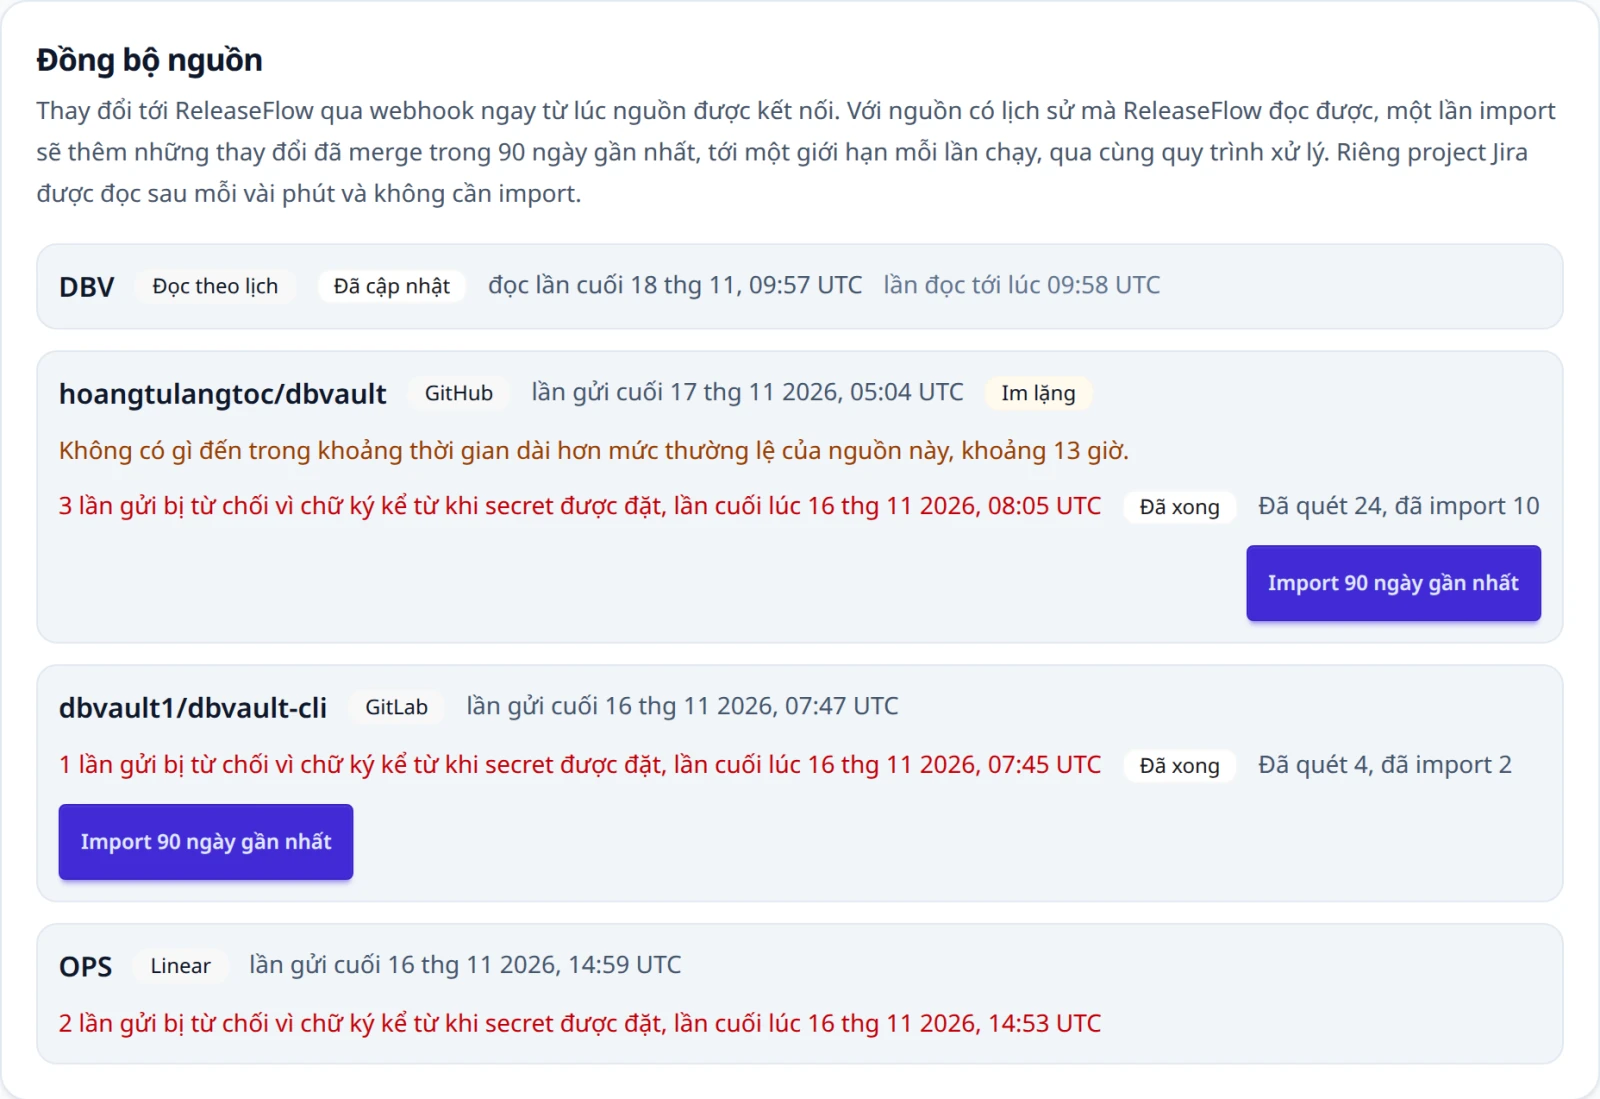 Đồng bộ nguồn
Thay đổi tới ReleaseFlow qua webhook ngay từ lúc nguồn được kết nối. Với nguồn có lịch sử mà ReleaseFlow đọc được, một lần import
sẽ thêm những thay đổi đã merge trong 90 ngày gần nhất, tới một giới hạn mỗi lần chạy, qua cùng quy trình xử lý. Riêng project Jira
được đọc sau mỗi vài phút và không cần import.
DBV Đọc theo lịch Đã cập nhật đọc lần cuối 18 thg 11, 09:57 UTC lần đọc tới lúc 09:58 UTC
hoangtulangtoc/dbvault GitHub lần gửi cuối 17 thg 11 2026, 05:04 UTC Im lặng
Không có gì đến trong khoảng thời gian dài hơn mức thường lệ của nguồn này, khoảng 13 giờ.
3 lần gửi bị từ chối vì chữ ký kể từ khi secret được đặt, lần cuối lúc 16 thg 11 2026, 08:05 UTC Đã xong Đã quét 24, đã import 10
Import 90 ngày gần nhất
dbvault1/dbvault-cli GitLab lần gửi cuối 16 thg 11 2026, 07:47 UTC
1 lần gửi bị từ chối vì chữ ký kể từ khi secret được đặt, lần cuối lúc 16 thg 11 2026, 07:45 UTC Đã xong Đã quét 4, đã import 2
Import 90 ngày gần nhất
OPS Linear lần gửi cuối 16 thg 11 2026, 14:59 UTC
2 lần gửi bị từ chối vì chữ ký kể từ khi secret được đặt, lần cuối lúc 16 thg 11 2026, 14:53 UTC